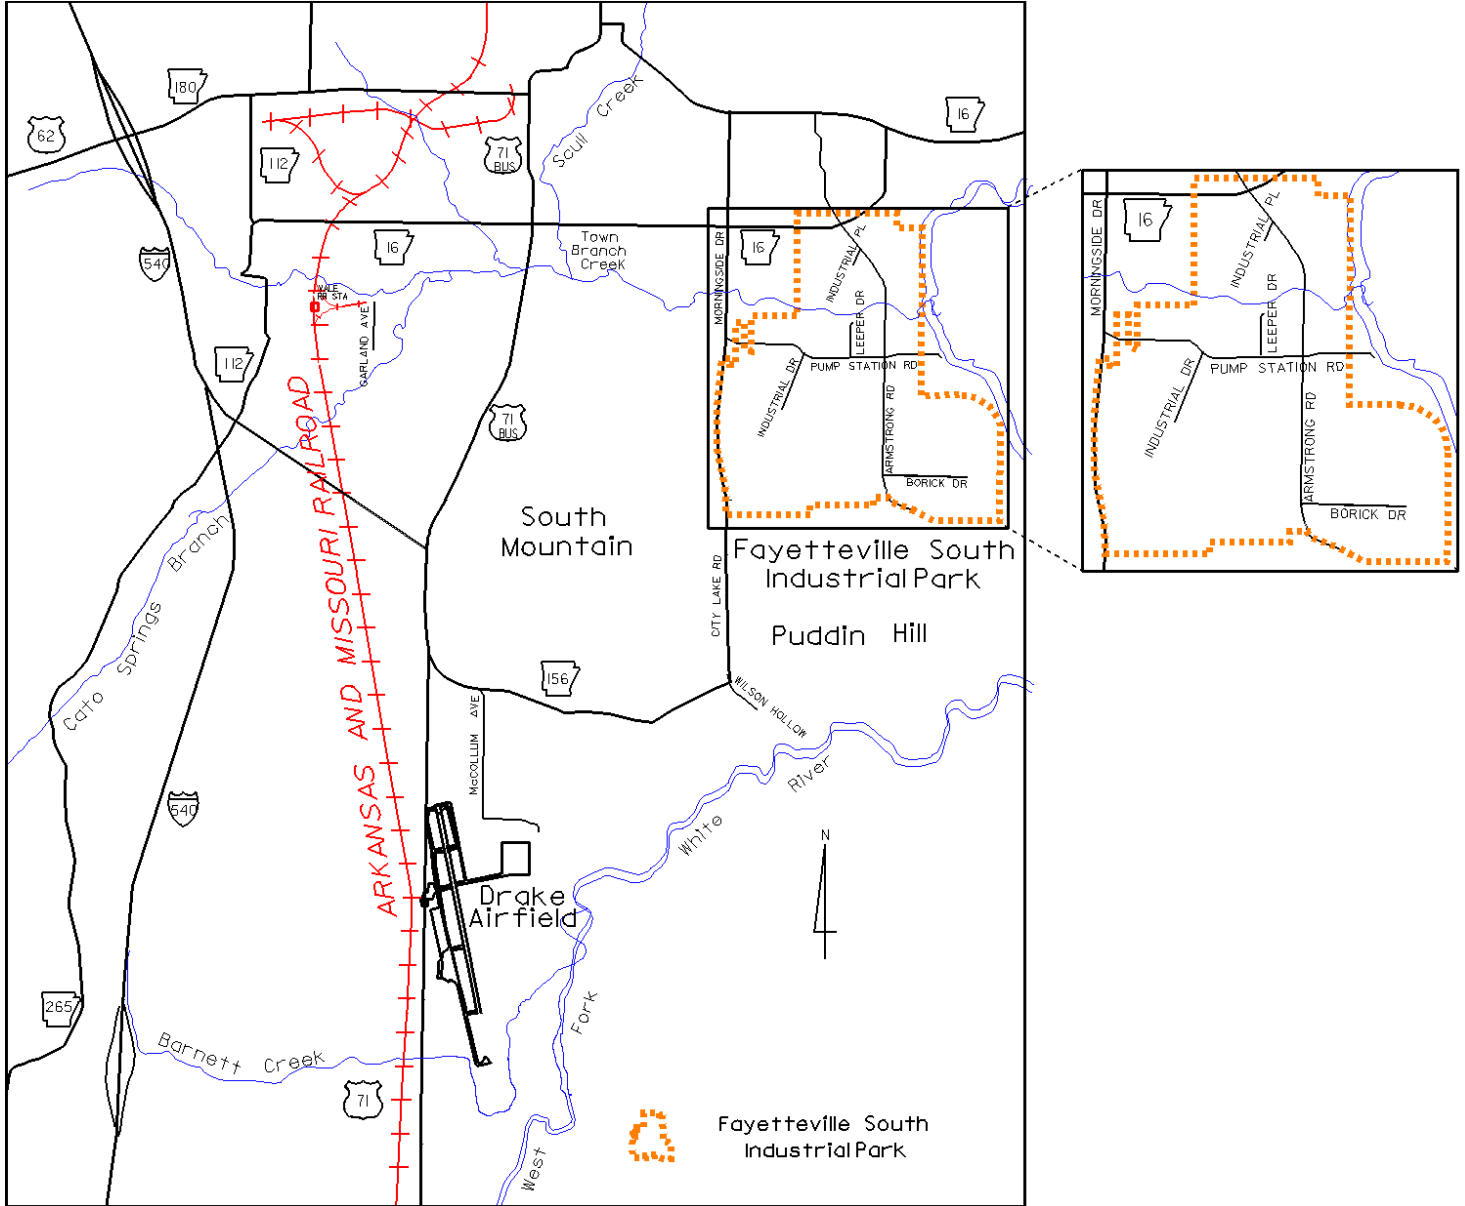 180
62
16
Scull Creek
112
71
BUS
Town
Branch
Creek
16
16
540
MORNINGSIDE DR
INDUSTRIAL PL
LEEPER DR
YALE
RR STA
GARLAND AVE
112
PUMP STATION RD
INDUSTRIAL DR
ARMSTRONG RD
BORICK DR
71
BUS
MORNINGSIDE DR
16
INDUSTRIAL PL
LEEPER DR
PUMP STATION RD
INDUSTRIAL DR
ARMSTRONG RD
BORICK DR
ARKANSAS AND MISSOURI RAILROAD
South
Mountain
Fayetteville South
Industrial Park
CITY LAKE RD
Puddin Hill
Cato Springs Branch
156
WILSON HOLLOW
McCOLLUM AVE
540
West Fork White River
N
Drake
Airfield
265
Barnett Creek
71
Fayetteville South
Industrial Park